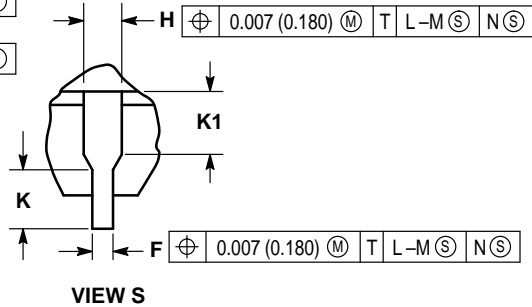 H ⌖ 0.007 (0.180) Ⓜ T L–M Ⓢ N Ⓢ
K1
K
F ⌖ 0.007 (0.180) Ⓜ T L–M Ⓢ N Ⓢ
VIEW S